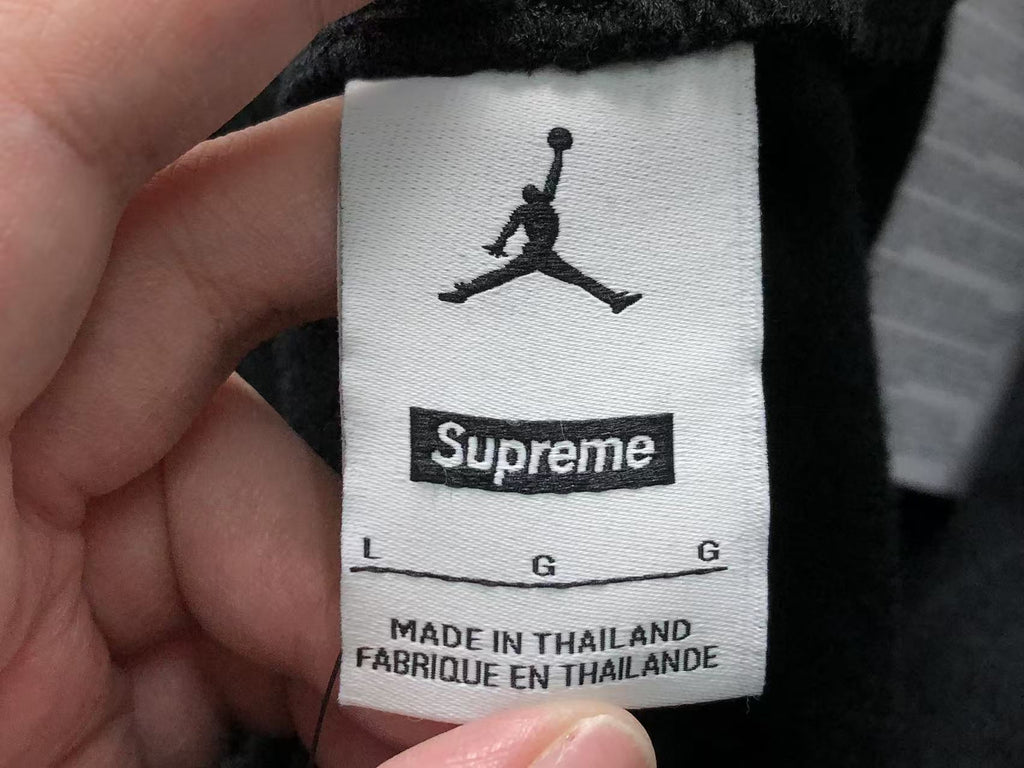 Supreme
L G G
MADE IN THAILAND
FABRIQUE EN THAILANDE